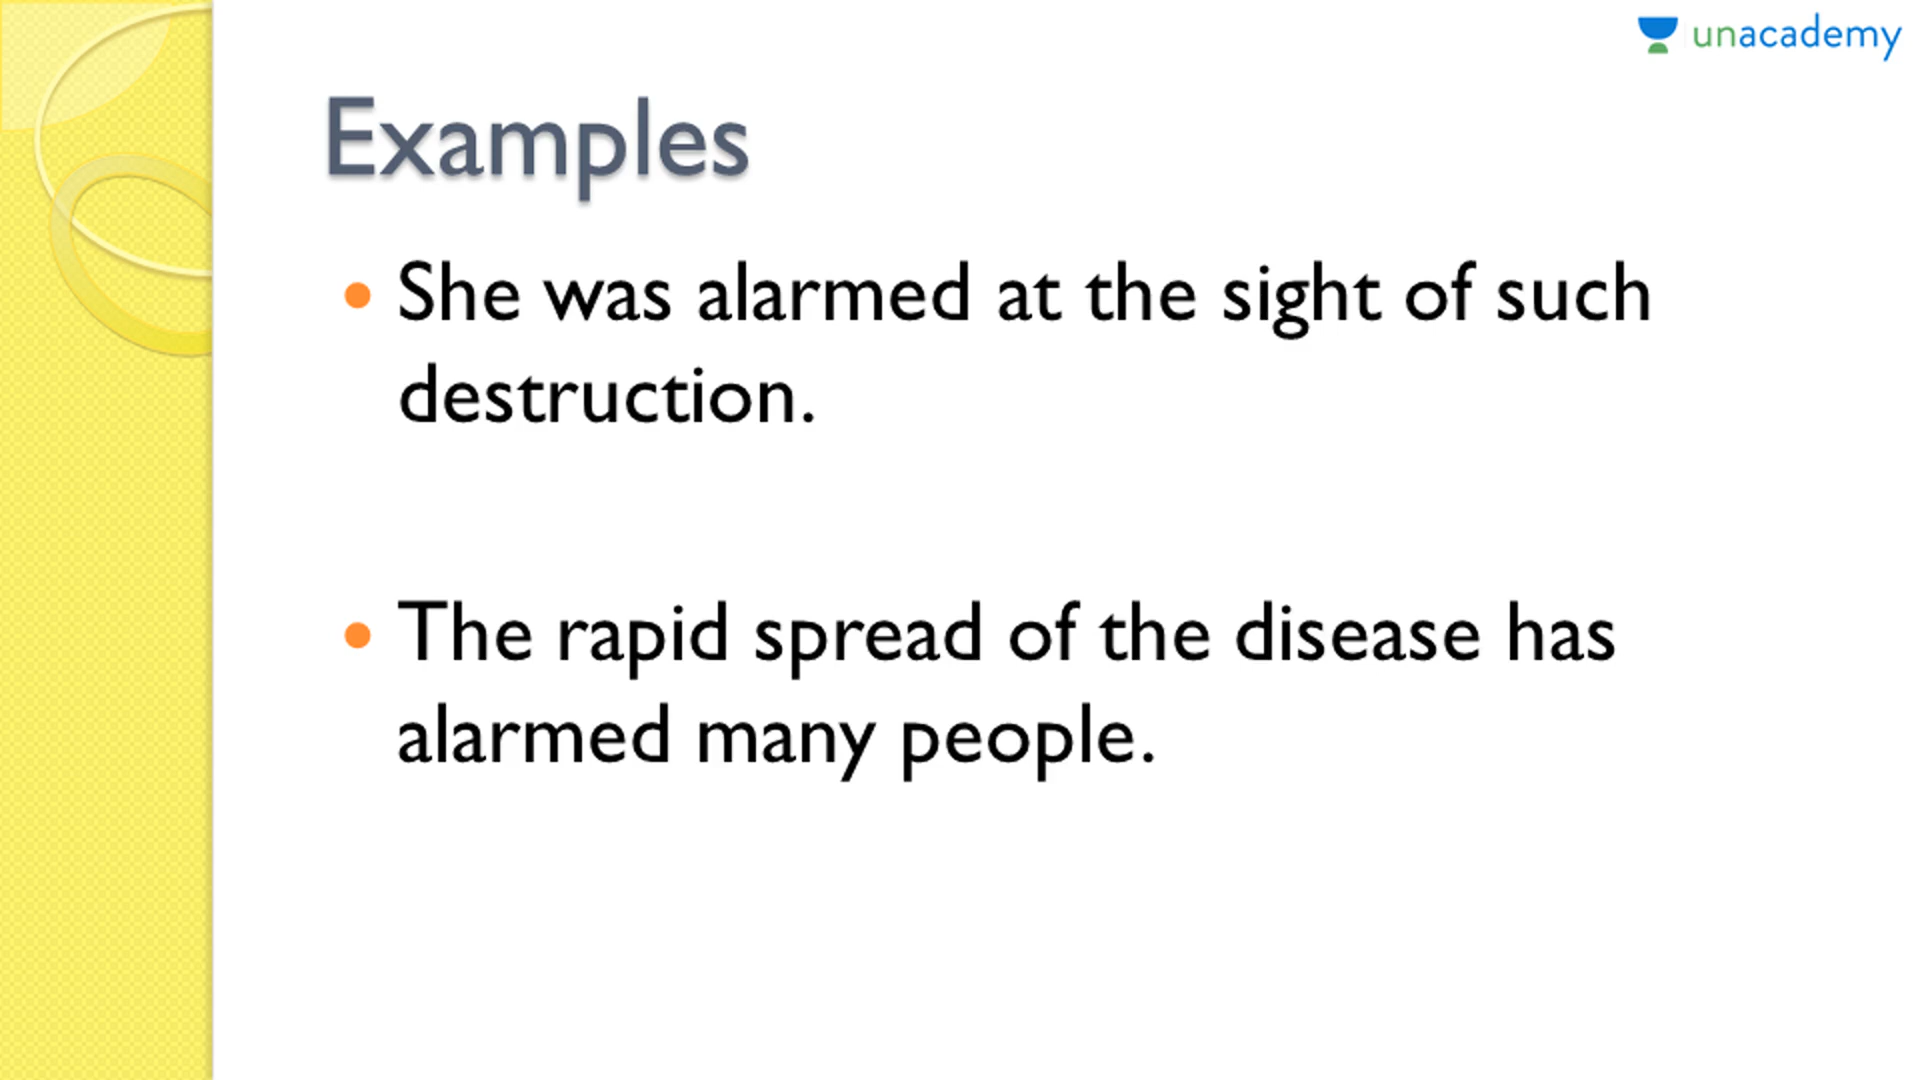 unacademy
Examples
She was alarmed at the sight of such
destruction.
The rapid spread of the disease has
alarmed many people.